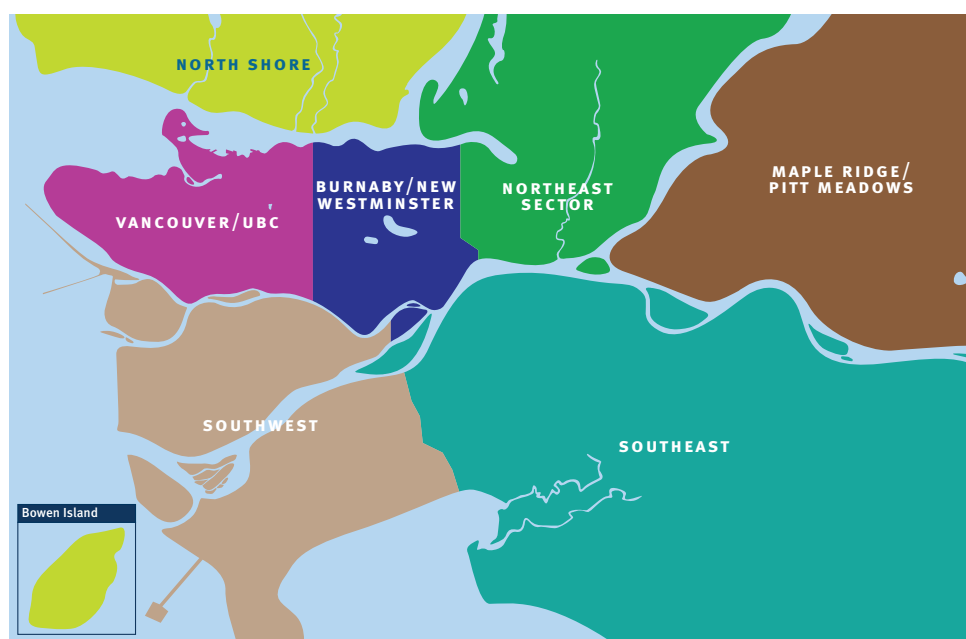 NORTH SHORE
MAPLE RIDGE/
PITT MEADOWS
BURNABY/NEW
WESTMINSTER
NORTHEAST
SECTOR
VANCOUVER/UBC
SOUTHWEST
SOUTHEAST
Bowen Island